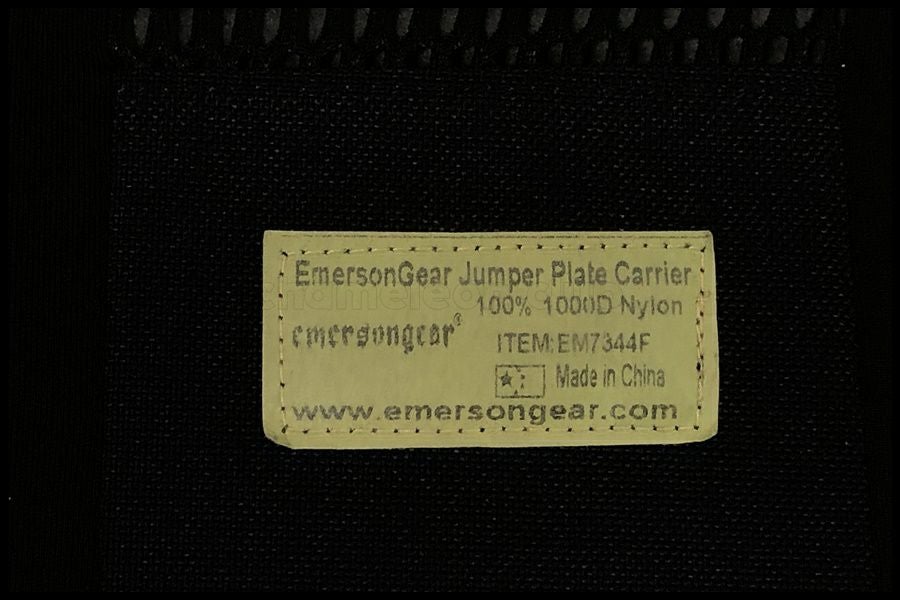 EmersonGear Jumper Plate Carrier
100% 1000D Nylon
emersongear®
ITEM:EM7344F
Made in China
www.emersongear.com